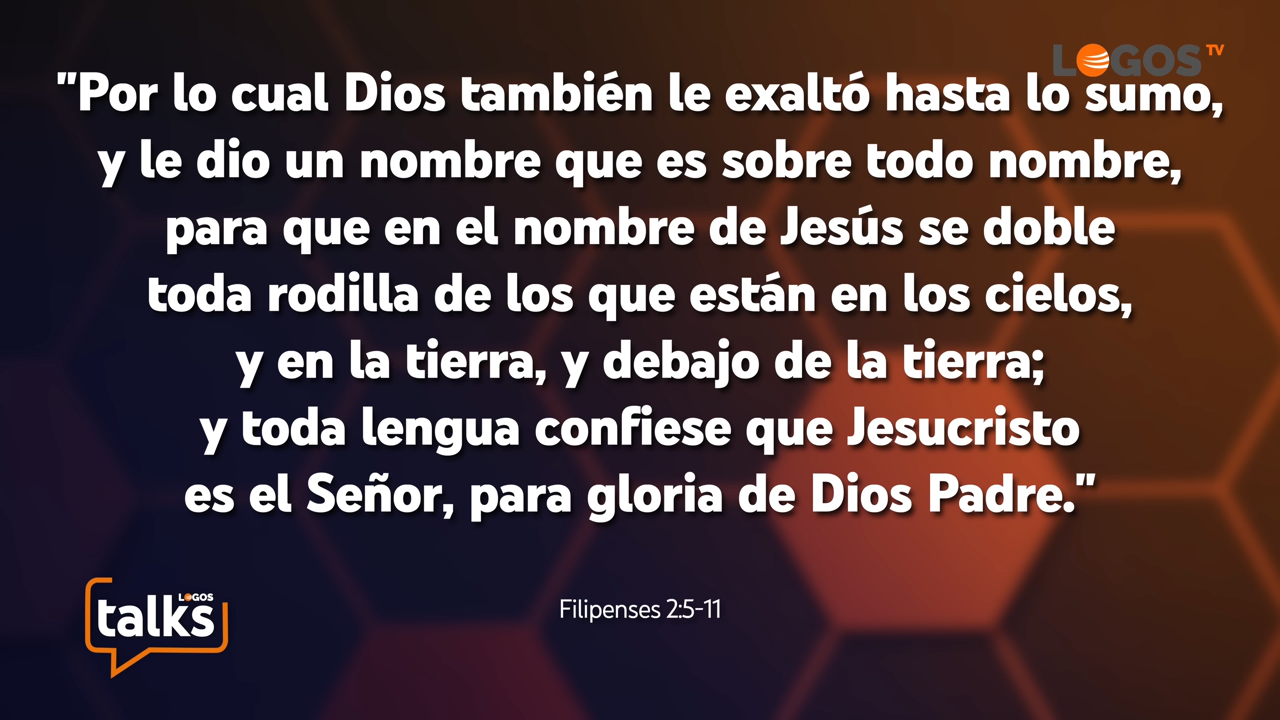 LOGOS TV
"Por lo cual Dios también le exaltó hasta lo sumo,
y le dio un nombre que es sobre todo nombre,
para que en el nombre de Jesús se doble
toda rodilla de los que están en los cielos,
y en la tierra, y debajo de la tierra;
y toda lengua confiese que Jesucristo
es el Señor, para gloria de Dios Padre."
Filipenses 2:5-11
LOGOS
talks